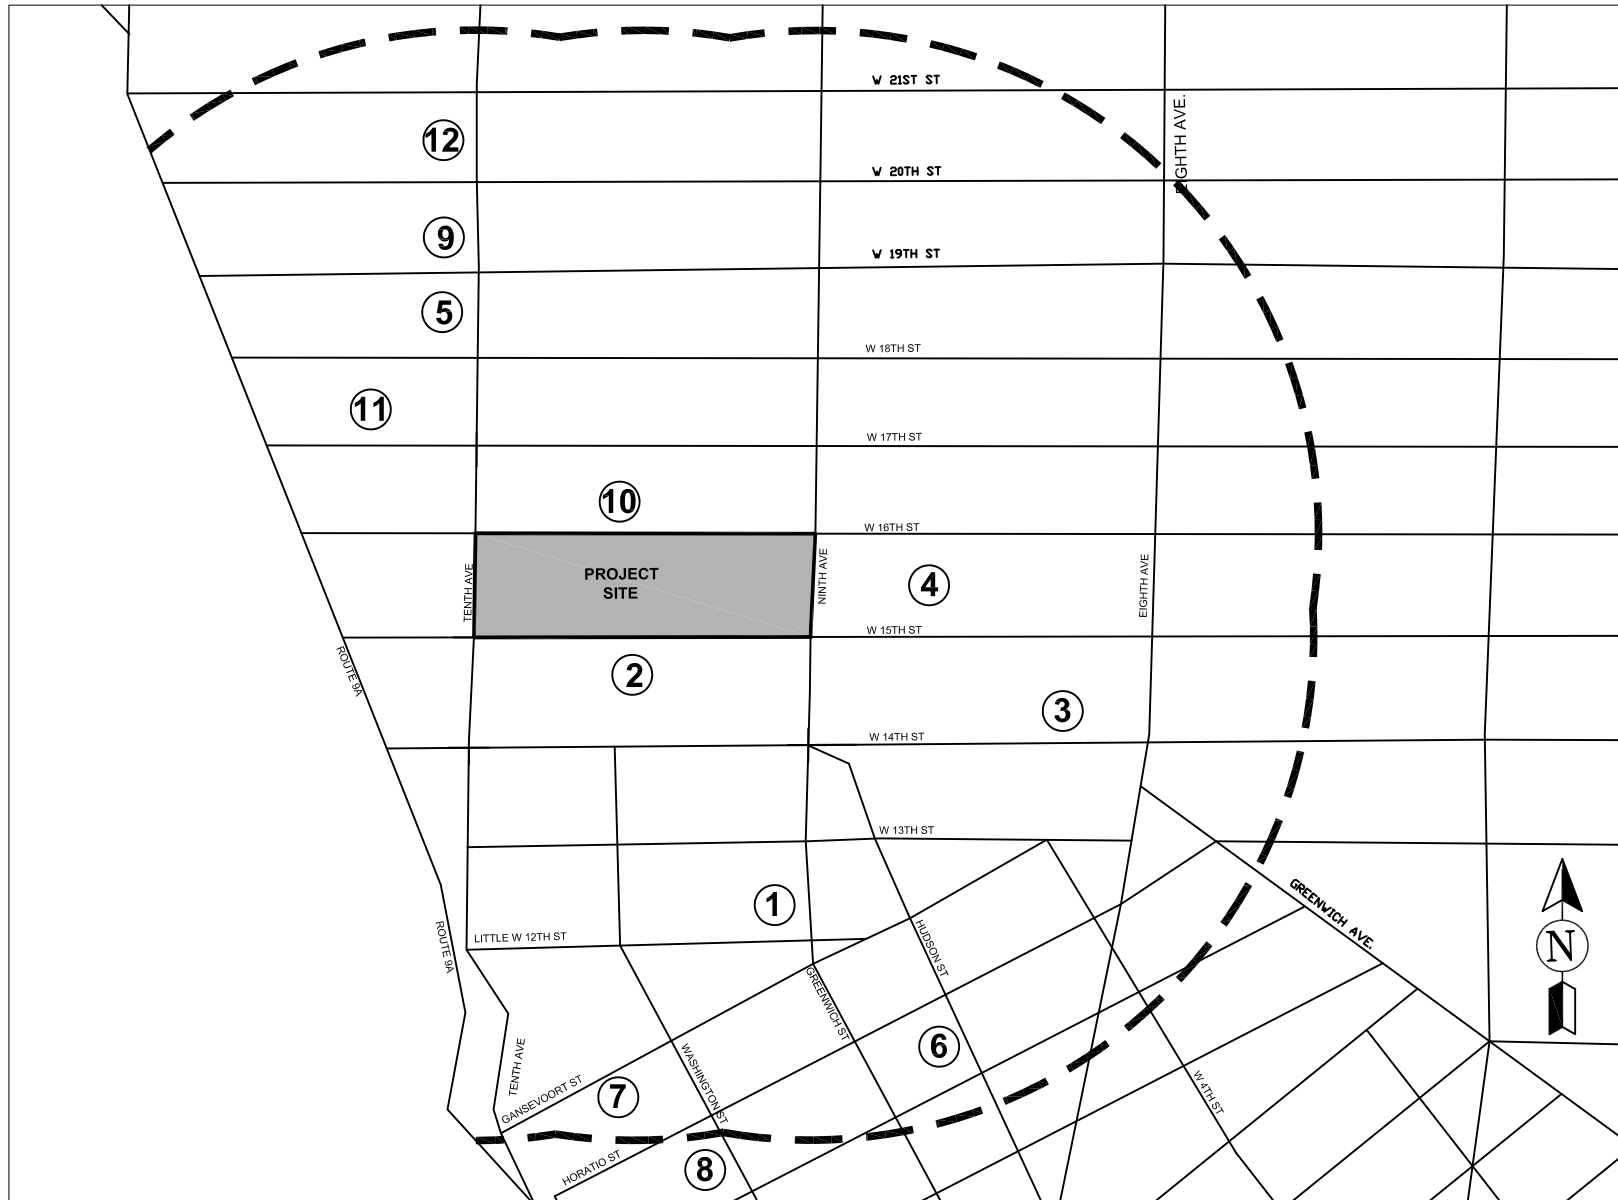 W 21ST ST
EIGHTH AVE.
12
W 20TH ST
9
W 19TH ST
5
W 18TH ST
11
W 17TH ST
10
W 16TH ST
TENTH AVE
PROJECT
SITE
NINTH AVE
4
EIGHTH AVE
W 15TH ST
ROUTE 9A
2
3
W 14TH ST
W 13TH ST
GREENWICH AVE.
1
ROUTE 9A
LITTLE W 12TH ST
HUDSON ST
N
GREENWICH ST
6
TENTH AVE
WASHINGTON ST
W 4TH ST
GANSEVOORT ST
7
HORATIO ST
8